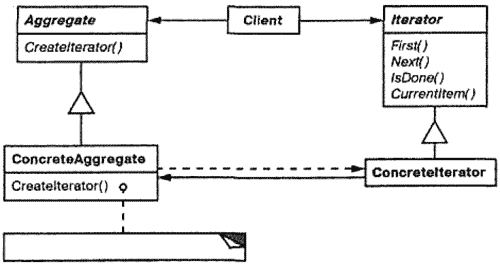 Aggregate
CreateIterator()
Client
Iterator
First()
Next()
IsDone()
CurrentItem()
ConcreteAggregate
CreateIterator()
ConcreteIterator